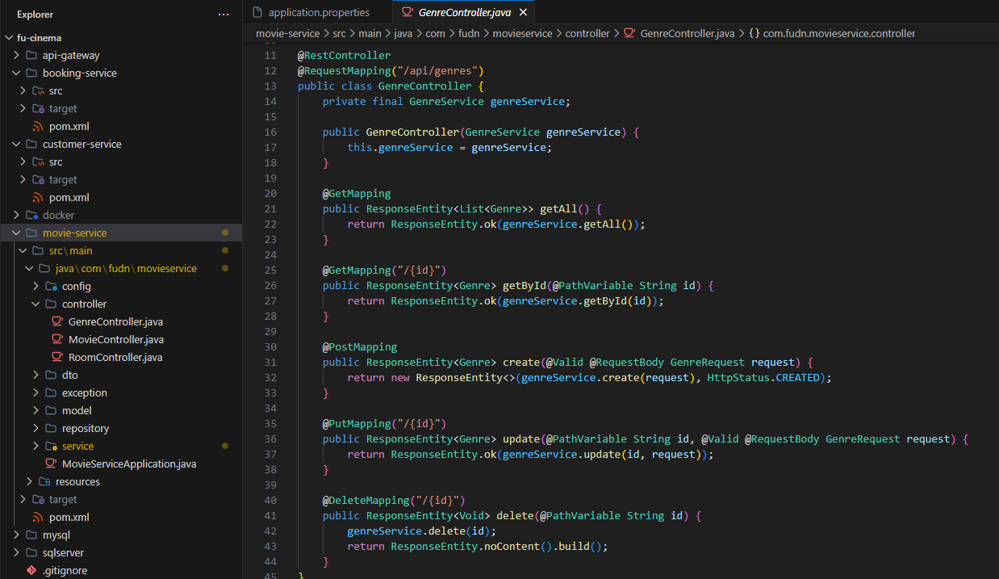 Explorer
fu-cinema
api-gateway
booking-service
src
target
pom.xml
customer-service
src
target
pom.xml
docker
movie-service
src\main
java\com\fudn\movieservice
config
controller
GenreController.java
MovieController.java
RoomController.java
dto
exception
model
repository
service
MovieServiceApplication.java
resources
target
pom.xml
mysql
sqlserver
.gitignore
application.properties
GenreController.java
movie-service > src > main > java > com > fudn > movieservice > controller > GenreController.java > {} com.fudn.movieservice.controller
11 @RestController
12 @RequestMapping("/api/genres")
13 public class GenreController {
14     private final GenreService genreService;
15
16     public GenreController(GenreService genreService) {
17         this.genreService = genreService;
18     }
19
20     @GetMapping
21     public ResponseEntity<List<Genre>> getAll() {
22         return ResponseEntity.ok(genreService.getAll());
23     }
24
25     @GetMapping("/{id}")
26     public ResponseEntity<Genre> getById(@PathVariable String id) {
27         return ResponseEntity.ok(genreService.getById(id));
28     }
29
30     @PostMapping
31     public ResponseEntity<Genre> create(@Valid @RequestBody GenreRequest request) {
32         return new ResponseEntity<>(genreService.create(request), HttpStatus.CREATED);
33     }
34
35     @PutMapping("/{id}")
36     public ResponseEntity<Genre> update(@PathVariable String id, @Valid @RequestBody GenreRequest request) {
37         return ResponseEntity.ok(genreService.update(id, request));
38     }
39
40     @DeleteMapping("/{id}")
41     public ResponseEntity<Void> delete(@PathVariable String id) {
42         genreService.delete(id);
43         return ResponseEntity.noContent().build();
44     }
45 }